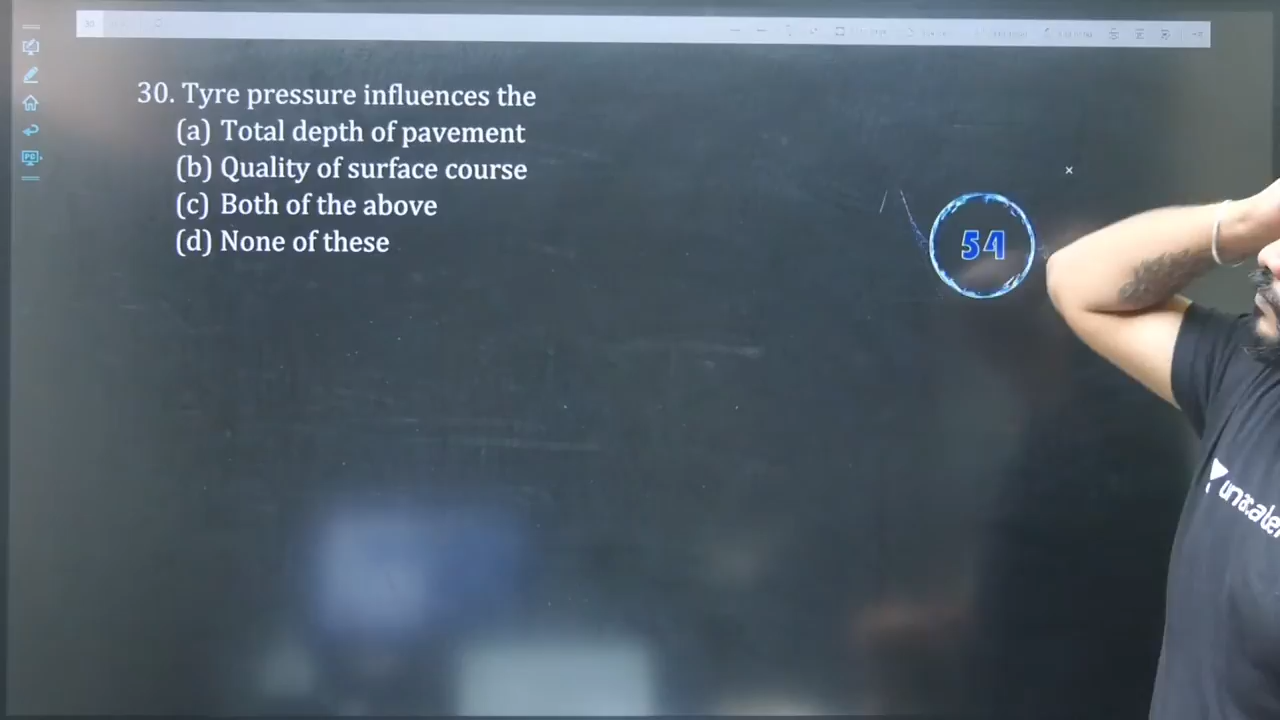 30. Tyre pressure influences the
(a) Total depth of pavement
(b) Quality of surface course
(c) Both of the above
(d) None of these
54
PC